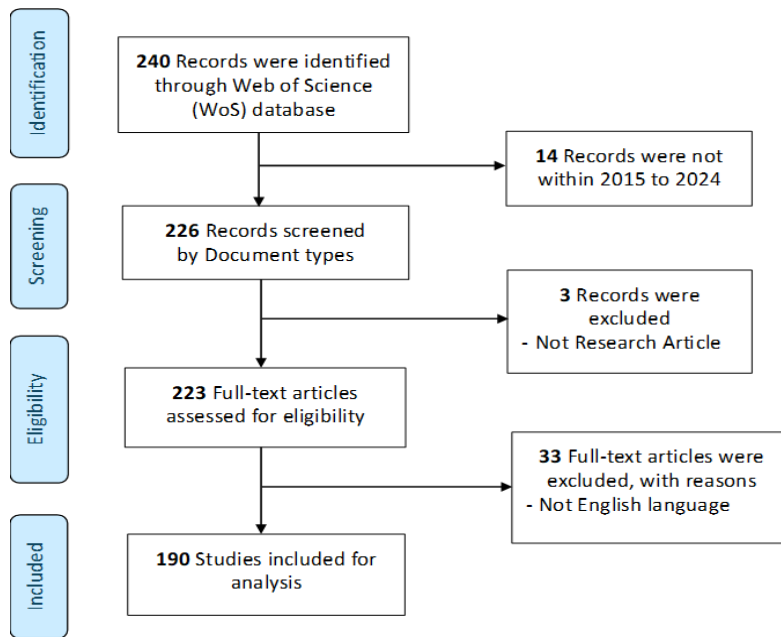 Identification
240 Records were identified
through Web of Science
(WoS) database
14 Records were not
within 2015 to 2024
Screening
226 Records screened
by Document types
3 Records were
excluded
- Not Research Article
Eligibility
223 Full-text articles
assessed for eligibility
33 Full-text articles were
excluded, with reasons
- Not English language
Included
190 Studies included for
analysis